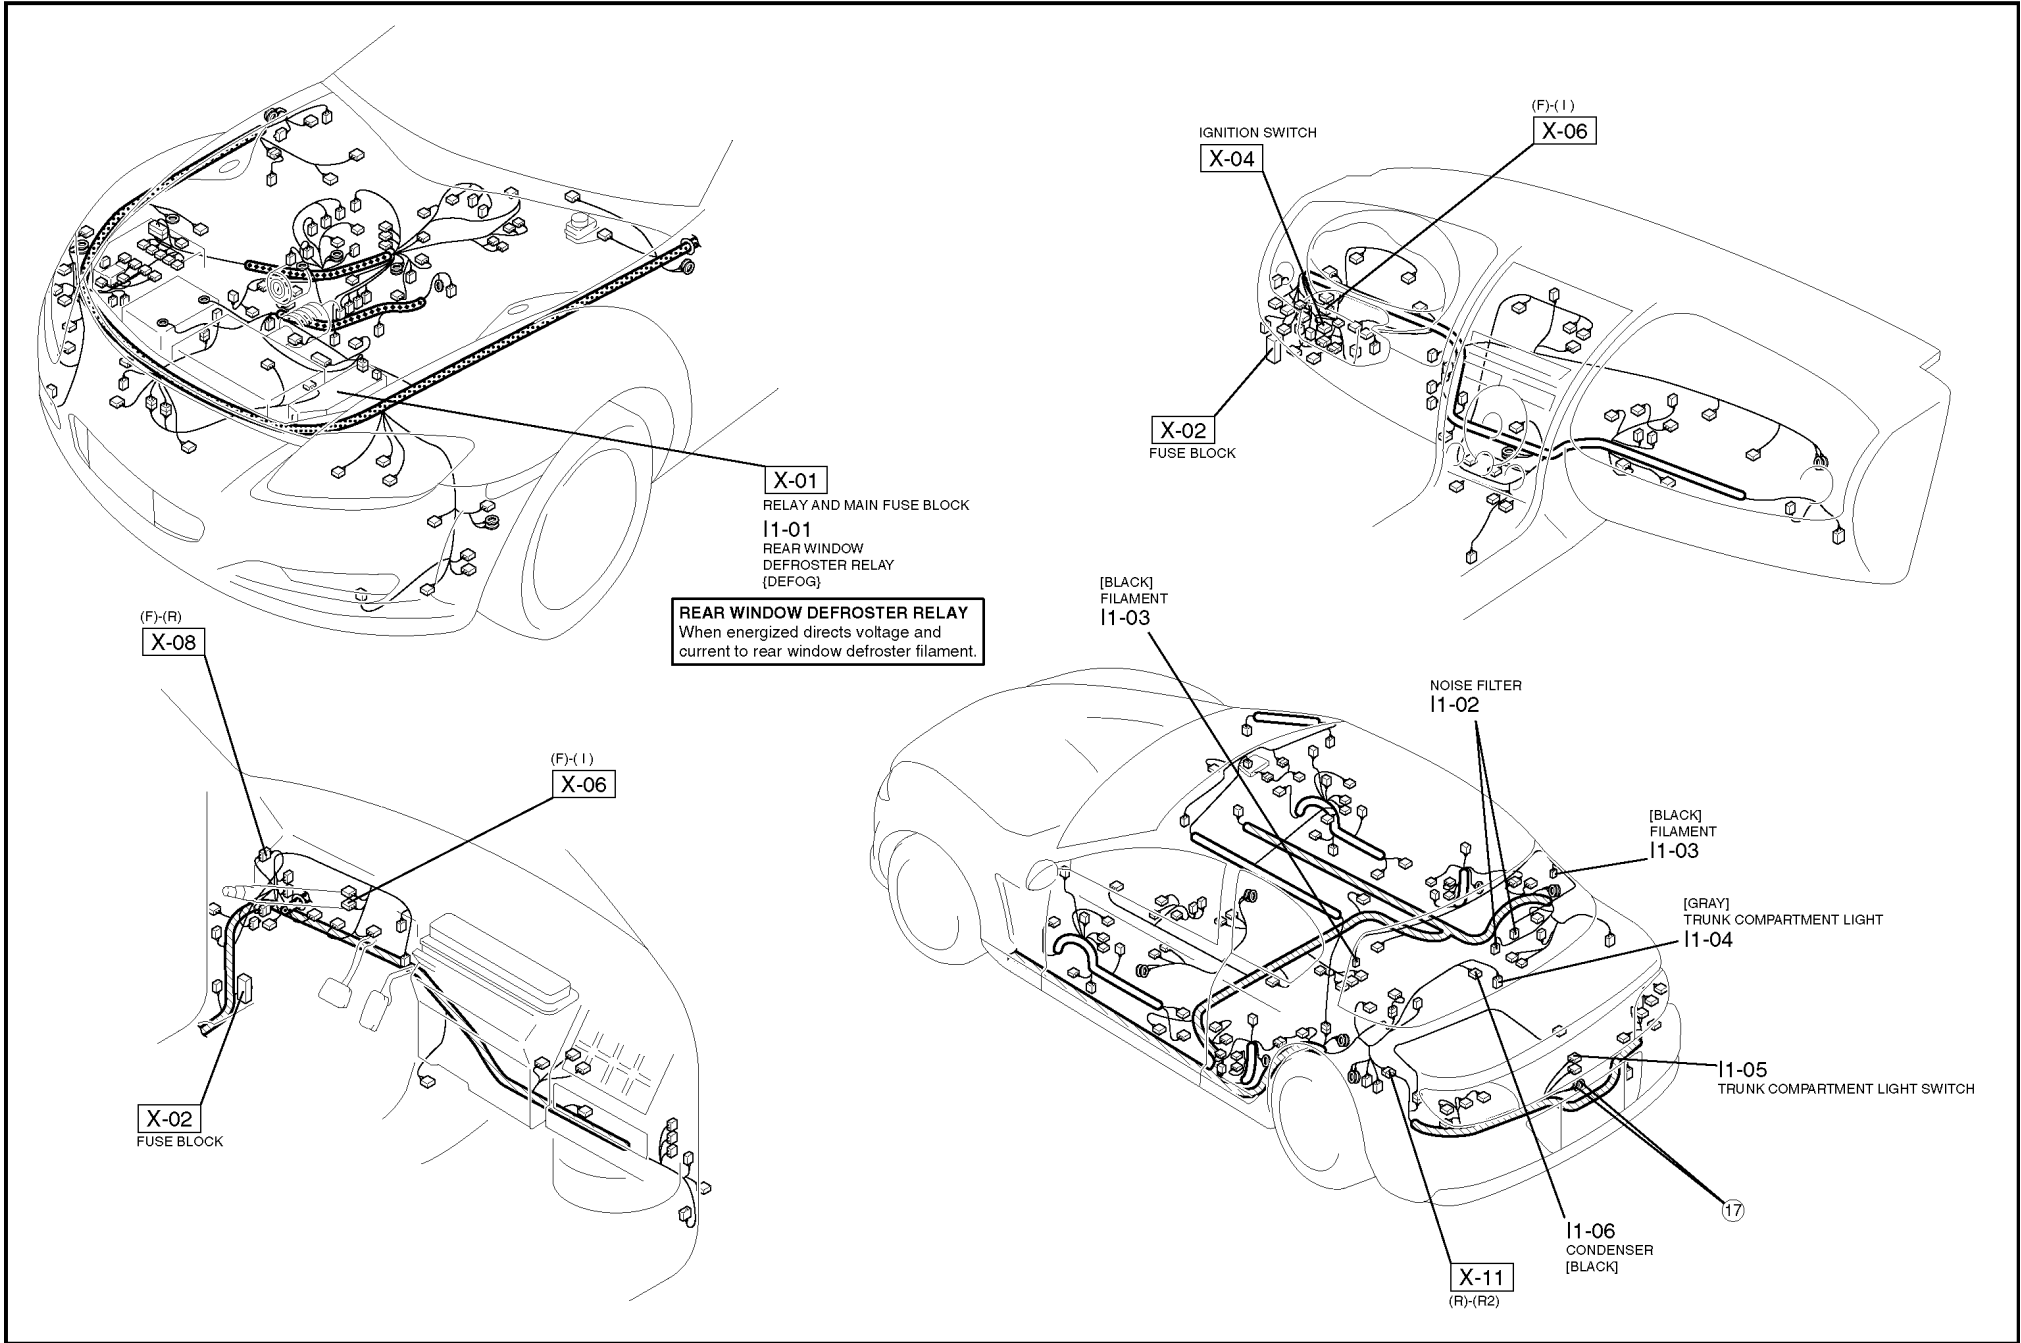 (F)-( I )
X-06
IGNITION SWITCH
X-04
X-02
FUSE BLOCK
X-01
RELAY AND MAIN FUSE BLOCK
I1-01
REAR WINDOW
DEFROSTER RELAY
{DEFOG}
REAR WINDOW DEFROSTER RELAY
When energized directs voltage and
current to rear window defroster filament.
[BLACK]
FILAMENT
I1-03
(F)-(R)
X-08
(F)-( I )
X-06
X-02
FUSE BLOCK
NOISE FILTER
I1-02
[BLACK]
FILAMENT
I1-03
[GRAY]
TRUNK COMPARTMENT LIGHT
I1-04
I1-05
TRUNK COMPARTMENT LIGHT SWITCH
17
I1-06
CONDENSER
[BLACK]
X-11
(R)-(R2)